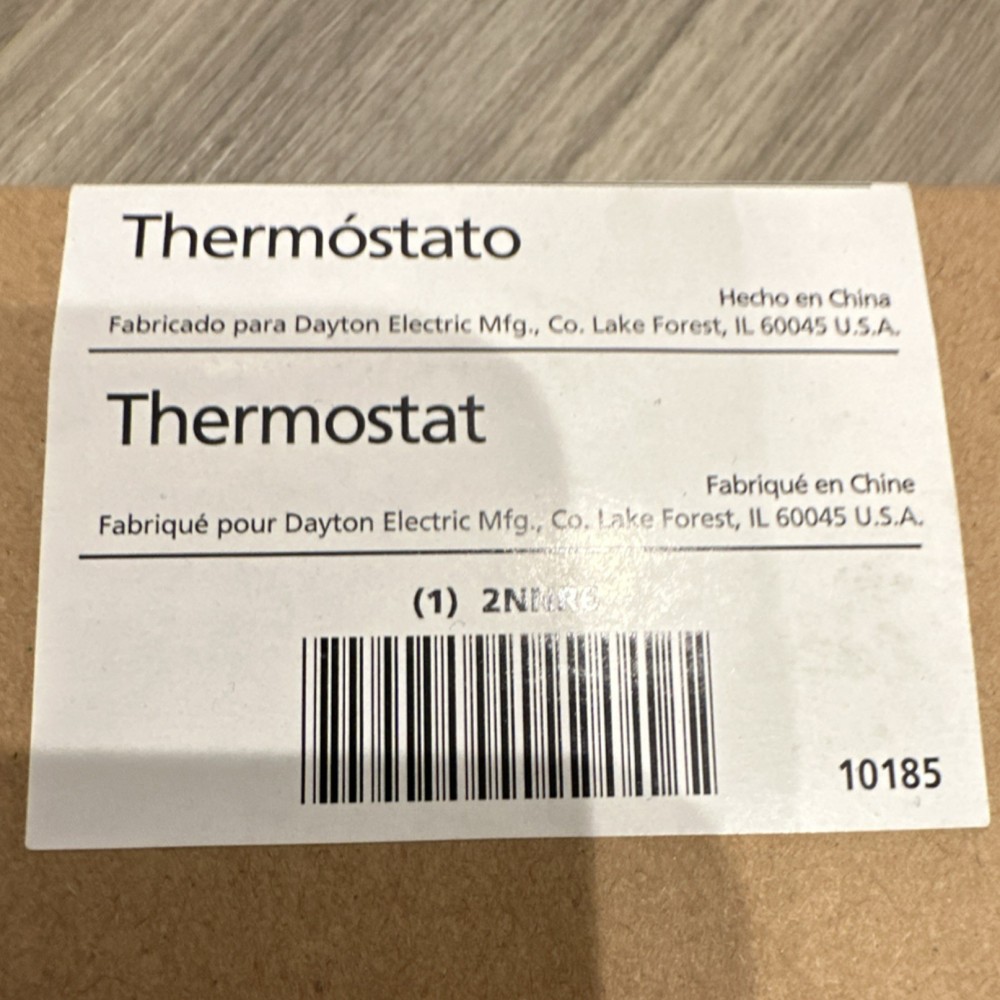 Thermóstato
Hecho en China
Fabricado para Dayton Electric Mfg., Co. Lake Forest, IL 60045 U.S.A.
Thermostat
Fabriqué en Chine
Fabriqué pour Dayton Electric Mfg., Co. Lake Forest, IL 60045 U.S.A.
(1)
10185